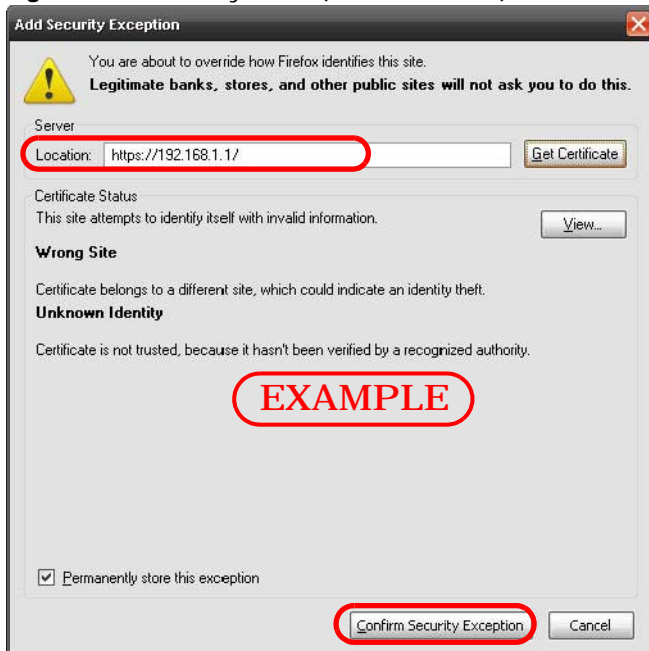 Add Security Exception
You are about to override how Firefox identifies this site.
Legitimate banks, stores, and other public sites will not ask you to do this.
Server
Location: https://192.168.1.1/ Get Certificate
Certificate Status
This site attempts to identify itself with invalid information. View...
Wrong Site
Certificate belongs to a different site, which could indicate an identity theft.
Unknown Identity
Certificate is not trusted, because it hasn't been verified by a recognized authority.
EXAMPLE
Permanently store this exception
Confirm Security Exception Cancel